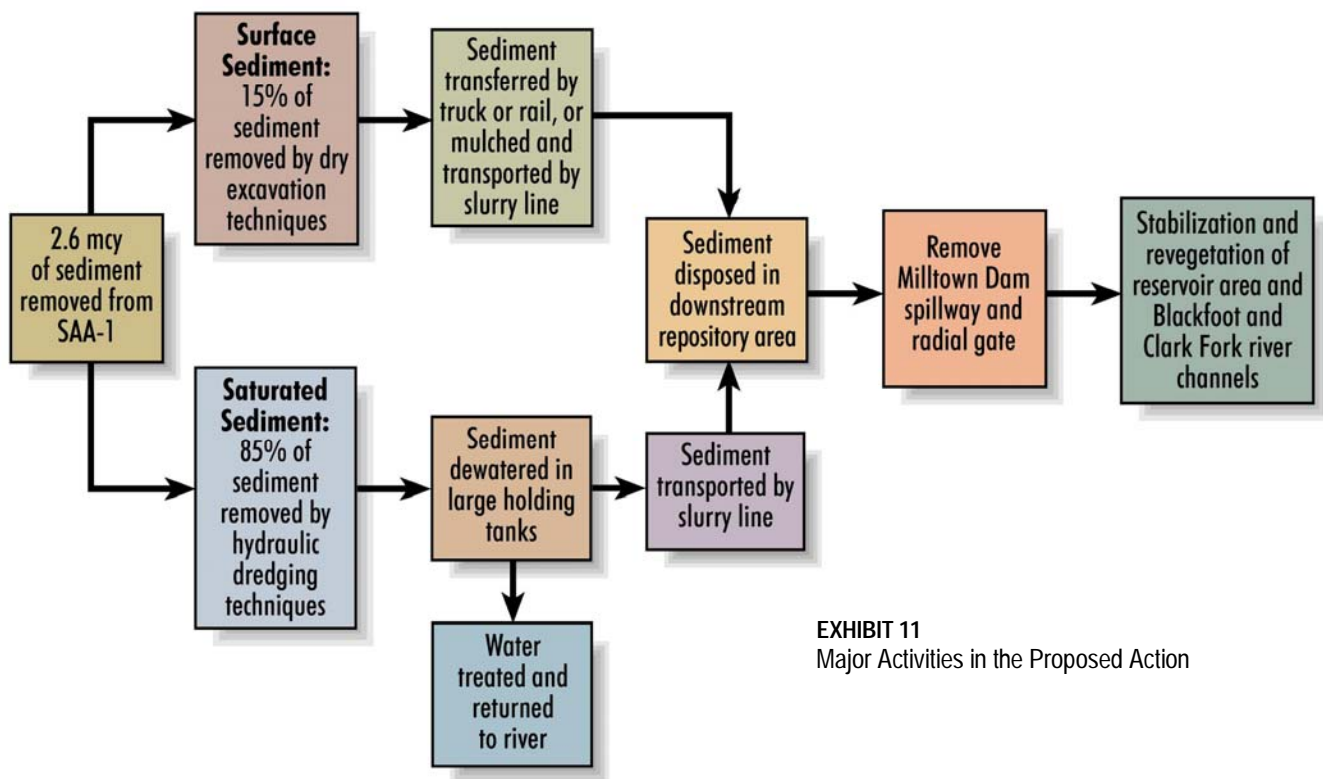 2.6 mcy
of sediment
removed from
SAA-1
Surface
Sediment:
15% of
sediment
removed by dry
excavation
techniques
Sediment
transferred by
truck or rail, or
mulched and
transported by
slurry line
Saturated
Sediment:
85% of
sediment
removed by
hydraulic
dredging
techniques
Sediment
dewatered in
large holding
tanks
Water
treated and
returned
to river
Sediment
transported by
slurry line
Sediment
disposed in
downstream
repository area
Remove
Milltown Dam
spillway and
radial gate
Stabilization and
revegetation of
reservoir area and
Blackfoot and
Clark Fork river
channels
EXHIBIT 11
Major Activities in the Proposed Action